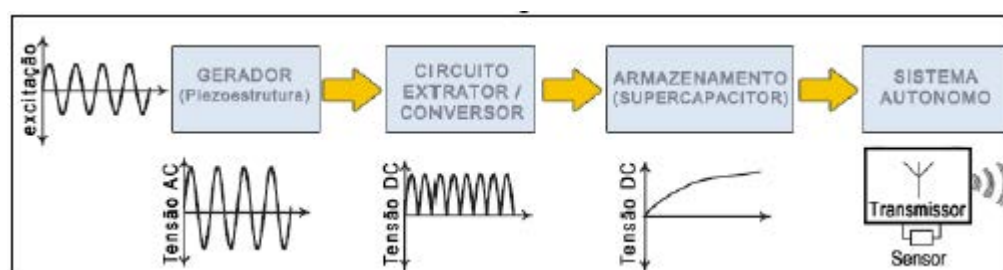 excitação
GERADOR
(Piezoestrutura)
CIRCUITO
EXTRATOR /
CONVERSOR
ARMAZENAMENTO
(SUPERCAPACITOR)
SISTEMA
AUTONOMO
Tensão AC
Tensão DC
Tensão DC
Transmissor
Sensor